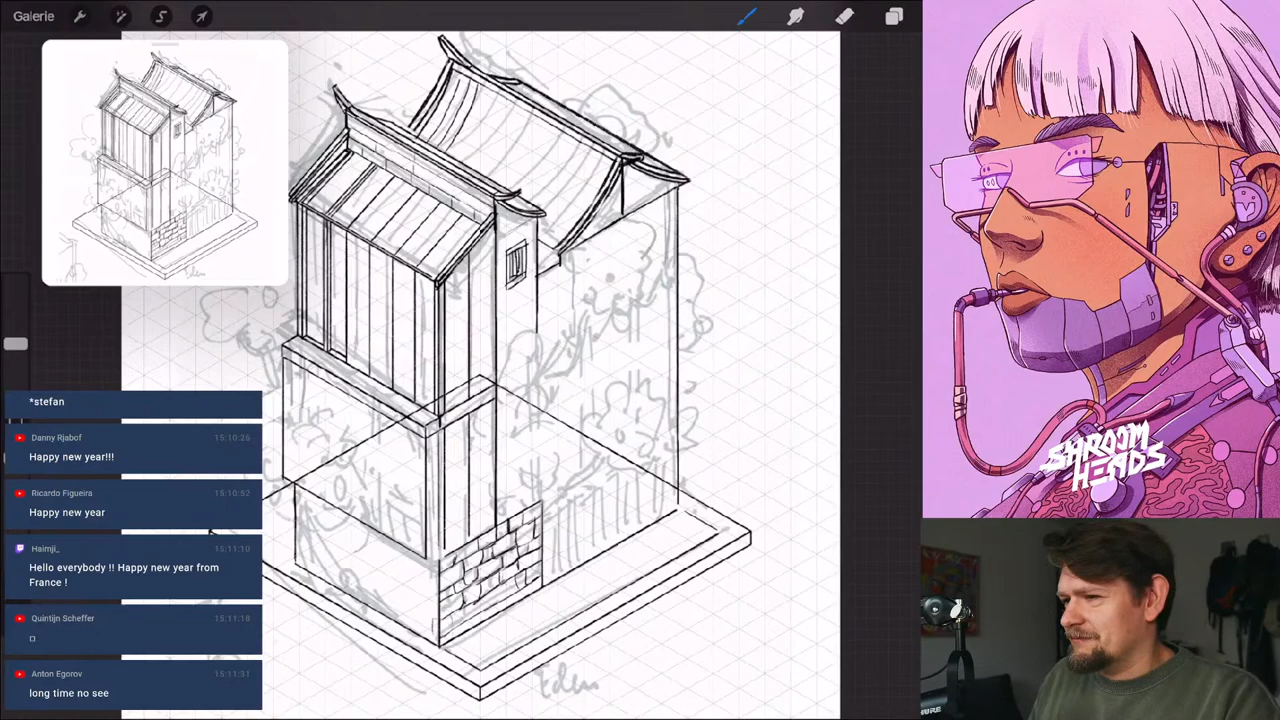 Galerie
*stefan
Danny Rjabof 15:10:26
Happy new year!!!
Ricardo Figueira 15:10:52
Happy new year
Haimji_ 15:11:10
Hello everybody !! Happy new year from
France !
Quintijn Scheffer 15:11:18
Anton Egorov 15:11:31
long time no see
Eden
SHROOM
HEADS